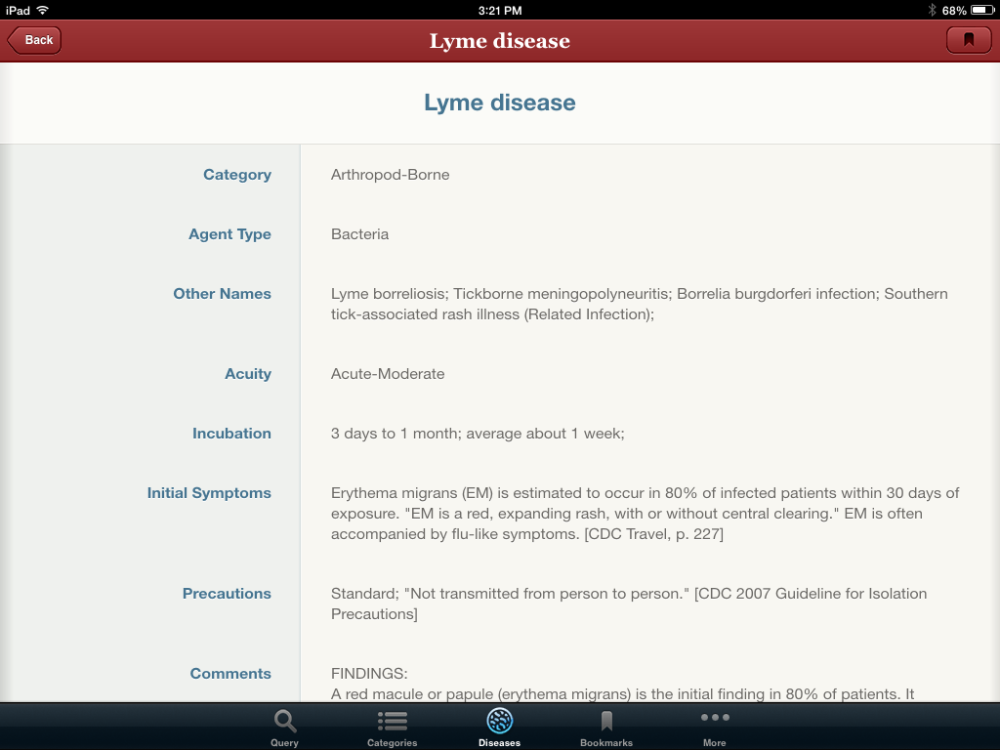 iPad 3:21 PM 68%
Back Lyme disease
Lyme disease
Category Arthropod-Borne
Agent Type Bacteria
Other Names Lyme borreliosis; Tickborne meningopolyneuritis; Borrelia burgdorferi infection; Southern
tick-associated rash illness (Related Infection);
Acuity Acute-Moderate
Incubation 3 days to 1 month; average about 1 week;
Initial Symptoms Erythema migrans (EM) is estimated to occur in 80% of infected patients within 30 days of
exposure. "EM is a red, expanding rash, with or without central clearing." EM is often
accompanied by flu-like symptoms. [CDC Travel, p. 227]
Precautions Standard; "Not transmitted from person to person." [CDC 2007 Guideline for Isolation
Precautions]
Comments FINDINGS:
A red macule or papule (erythema migrans) is the initial finding in 80% of patients. It
Query Categories Diseases Bookmarks More